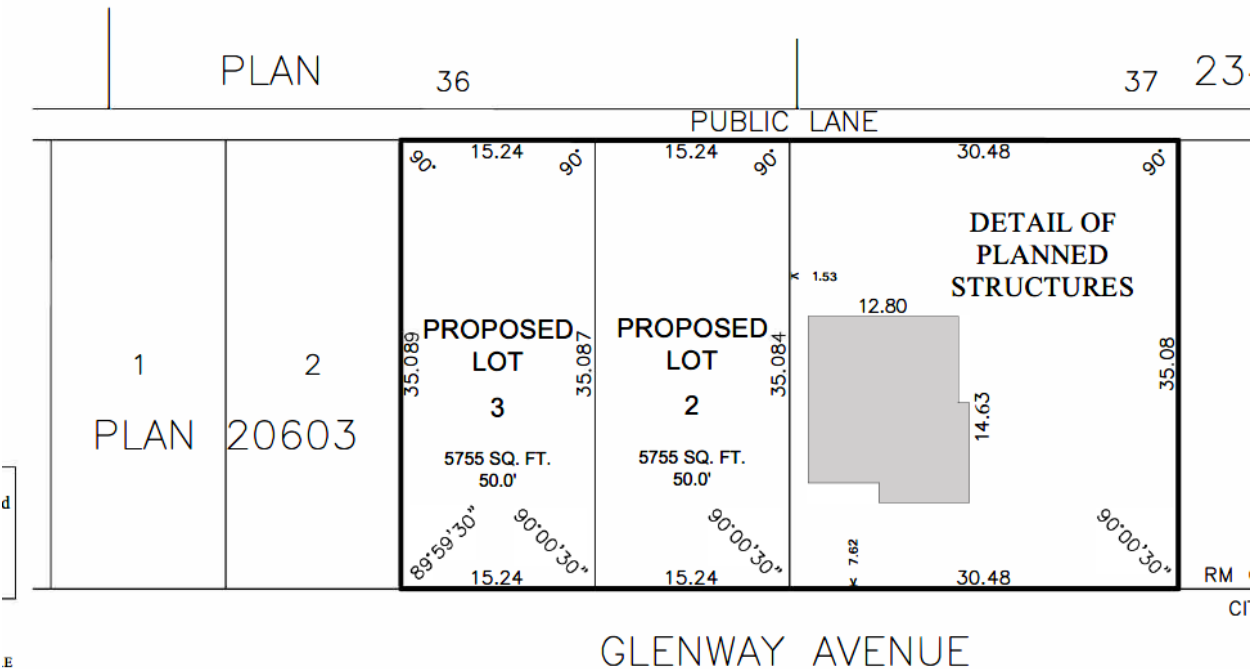 PLAN 36 37 23
PUBLIC LANE
90° 15.24 90° 15.24 90° 30.48 90°
DETAIL OF
PLANNED
STRUCTURES
1.53
12.80
PROPOSED
LOT
3
5755 SQ. FT.
50.0'
PROPOSED
LOT
2
5755 SQ. FT.
50.0'
35.089
35.087
35.084
35.08
14.63
1 2
PLAN 20603
d
89°59'30"
90°00'30"
90°00'30"
90°00'30"
7.62
15.24 15.24 30.48
RM
CIT
GLENWAY AVENUE
.E